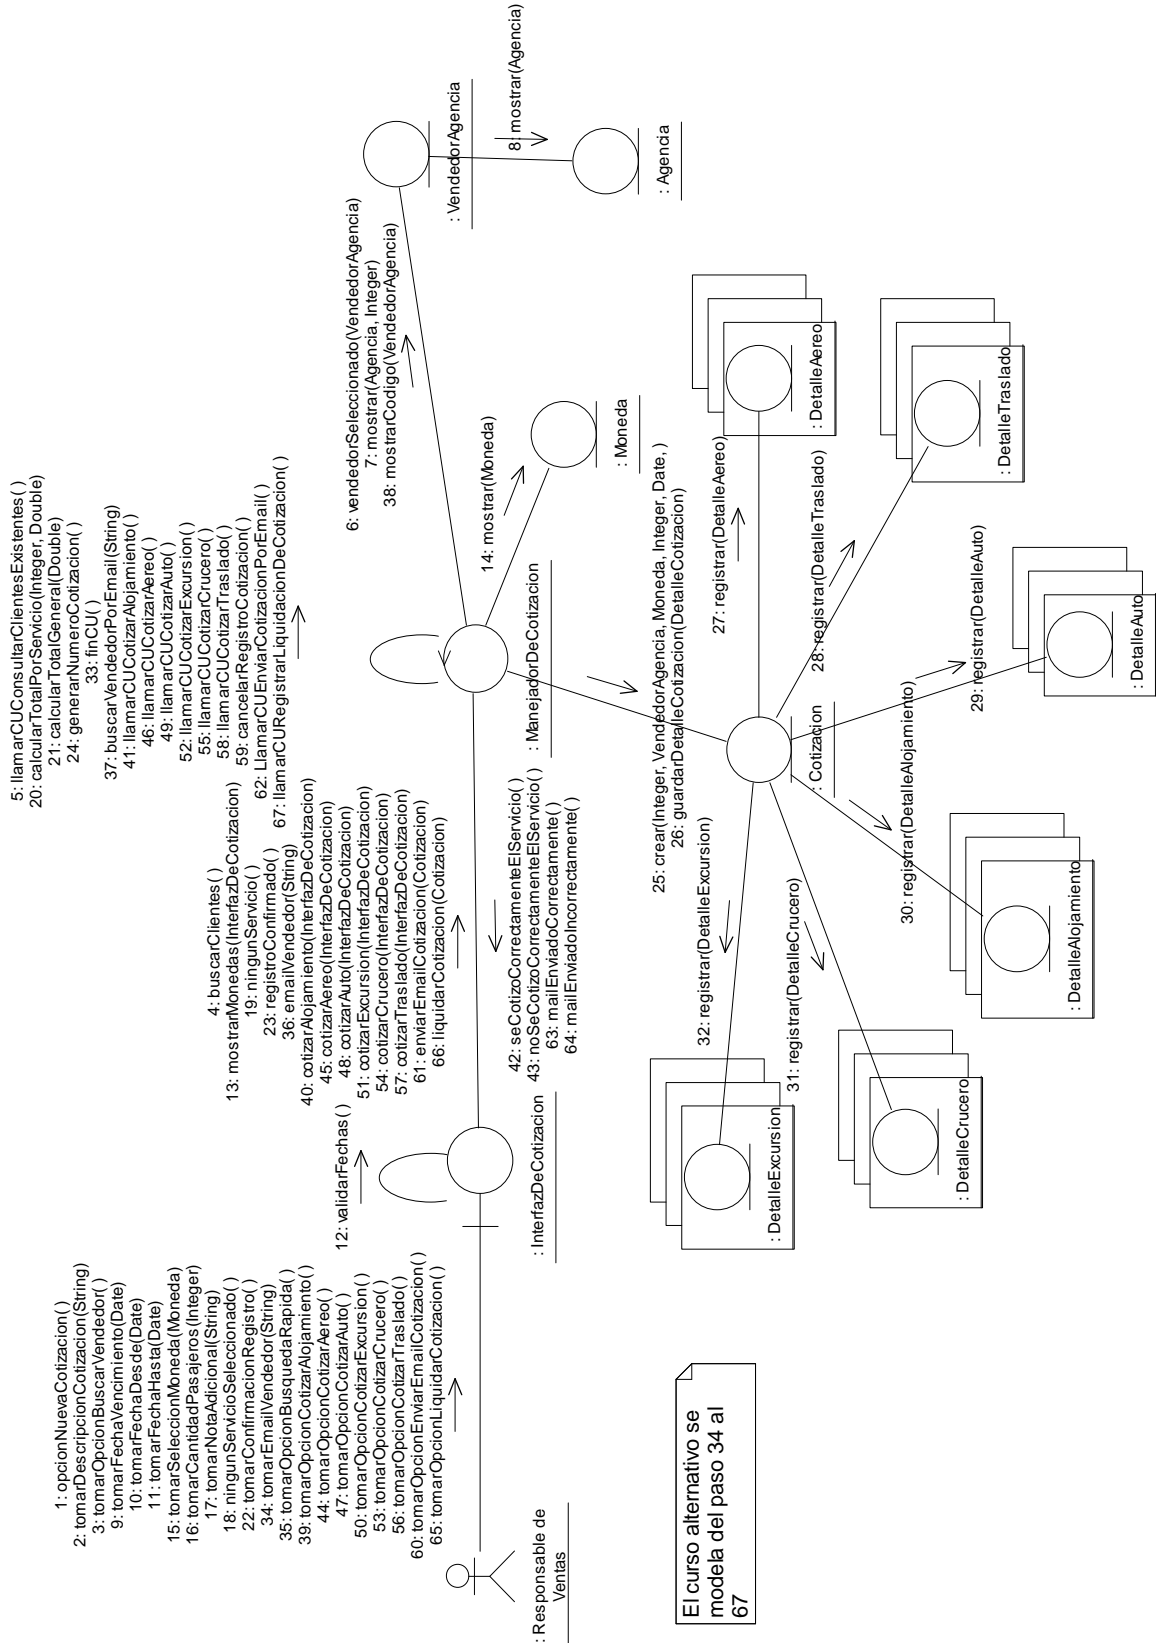 1: opcionNuevaCotizacion( )
2: tomarDescripcionCotizacion(String)
3: tomarOpcionBuscarVendedor( )
9: tomarFechaVencimiento(Date)
10: tomarFechaDesde(Date)
11: tomarFechaHasta(Date)
15: tomarSeleccionMoneda(Moneda)
16: tomarCantidadPasajeros(Integer)
17: tomarNotaAdicional(String)
18: ningunServicioSeleccionado( )
22: tomarConfirmacionRegistro( )
34: tomarEmailVendedor(String)
35: tomarOpcionBusquedaRapida( )
39: tomarOpcionCotizarAlojamiento( )
44: tomarOpcionCotizarAereo( )
47: tomarOpcionCotizarAuto( )
50: tomarOpcionCotizarExcursion( )
53: tomarOpcionCotizarCrucero( )
56: tomarOpcionCotizarTraslado( )
60: tomarOpcionEnviarEmailCotizacion( )
65: tomarOpcionLiquidarCotizacion( )
: Responsable de
Ventas
12: validarFechas( )
: InterfazDeCotizacion
4: buscarClientes( )
13: mostrarMonedas(InterfazDeCotizacion)
19: ningunServicio( )
23: registroConfirmado( )
36: emailVendedor(String)
40: cotizarAlojamiento(InterfazDeCotizacion)
45: cotizarAereo(InterfazDeCotizacion)
48: cotizarAuto(InterfazDeCotizacion)
51: cotizarExcursion(InterfazDeCotizacion)
54: cotizarCrucero(InterfazDeCotizacion)
57: cotizarTraslado(InterfazDeCotizacion)
61: enviarEmailCotizacion(Cotizacion)
66: liquidarCotizacion(Cotizacion)
42: seCotizoCorrectamenteElServicio( )
43: noSeCotizoCorrectamenteElServicio( )
63: mailEnviadoCorrectamente( )
64: mailEnviadoIncorrectamente( )
5: llamarCUConsultarClientesExistentes( )
20: calcularTotalPorServicio(Integer, Double)
21: calcularTotalGeneral(Double)
24: generarNumeroCotizacion( )
33: finCU( )
37: buscarVendedorPorEmail(String)
41: llamarCUCotizarAlojamiento( )
46: llamarCUCotizarAereo( )
49: llamarCUCotizarAuto( )
52: llamarCUCotizarExcursion( )
55: llamarCUCotizarCrucero( )
58: llamarCUCotizarTraslado( )
59: cancelarRegistroCotizacion( )
62: LlamarCUEnviarCotizacionPorEmail( )
67: llamarCURegistrarLiquidacionDeCotizacion( )
: ManejadorDeCotizacion
6: vendedorSeleccionado(VendedorAgencia)
7: mostrar(Agencia, Integer)
38: mostrarCodigo(VendedorAgencia)
: VendedorAgencia
8: mostrar(Agencia)
: Agencia
14: mostrar(Moneda)
: Moneda
25: crear(Integer, VendedorAgencia, Moneda, Integer, Date, )
26: guardarDetalleCotizacion(DetalleCotizacion)
: Cotizacion
27: registrar(DetalleAereo)
: DetalleAereo
28: registrar(DetalleTraslado)
: DetalleTraslado
29: registrar(DetalleAuto)
: DetalleAuto
30: registrar(DetalleAlojamiento)
: DetalleAlojamiento
31: registrar(DetalleCrucero)
: DetalleCrucero
32: registrar(DetalleExcursion)
: DetalleExcursion
El curso alternativo se
modela del paso 34 al
67